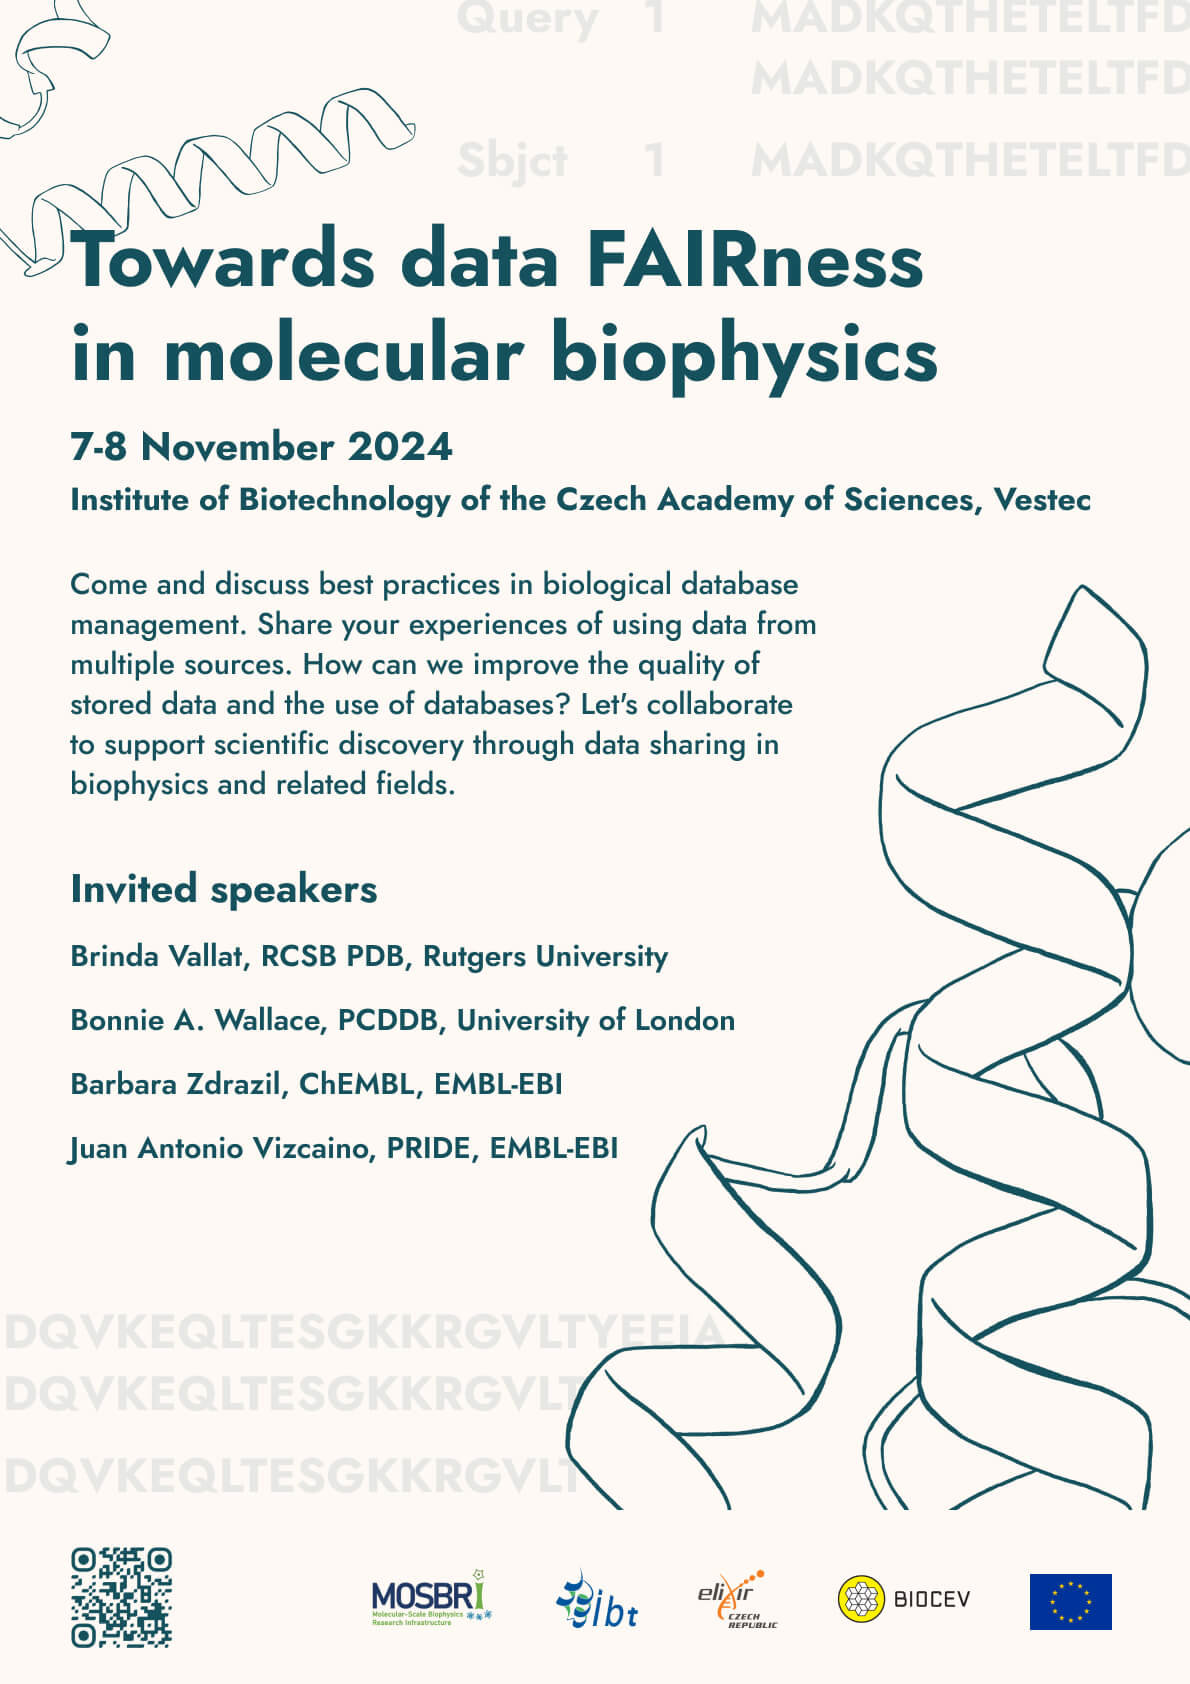 Query 1 MADKQTHETELTFD
MADKQTHETELTFD
Sbjct 1 MADKQTHETELTFD
Towards data FAIRness
in molecular biophysics
7-8 November 2024
Institute of Biotechnology of the Czech Academy of Sciences, Vestec
Come and discuss best practices in biological database
management. Share your experiences of using data from
multiple sources. How can we improve the quality of
stored data and the use of databases? Let's collaborate
to support scientific discovery through data sharing in
biophysics and related fields.
Invited speakers
Brinda Vallat, RCSB PDB, Rutgers University
Bonnie A. Wallace, PCDDB, University of London
Barbara Zdrazil, ChEMBL, EMBL-EBI
Juan Antonio Vizcaino, PRIDE, EMBL-EBI
DQVKEQLTESGKKRGVLTYEEIA
DQVKEQLTESGKKRGVLT
DQVKEQLTESGKKRGVLT
MOSBRI
Molecular-Scale Biophysics
Research Infrastructure
Ibt
elixir
CZECH
REPUBLIC
BIOCEV